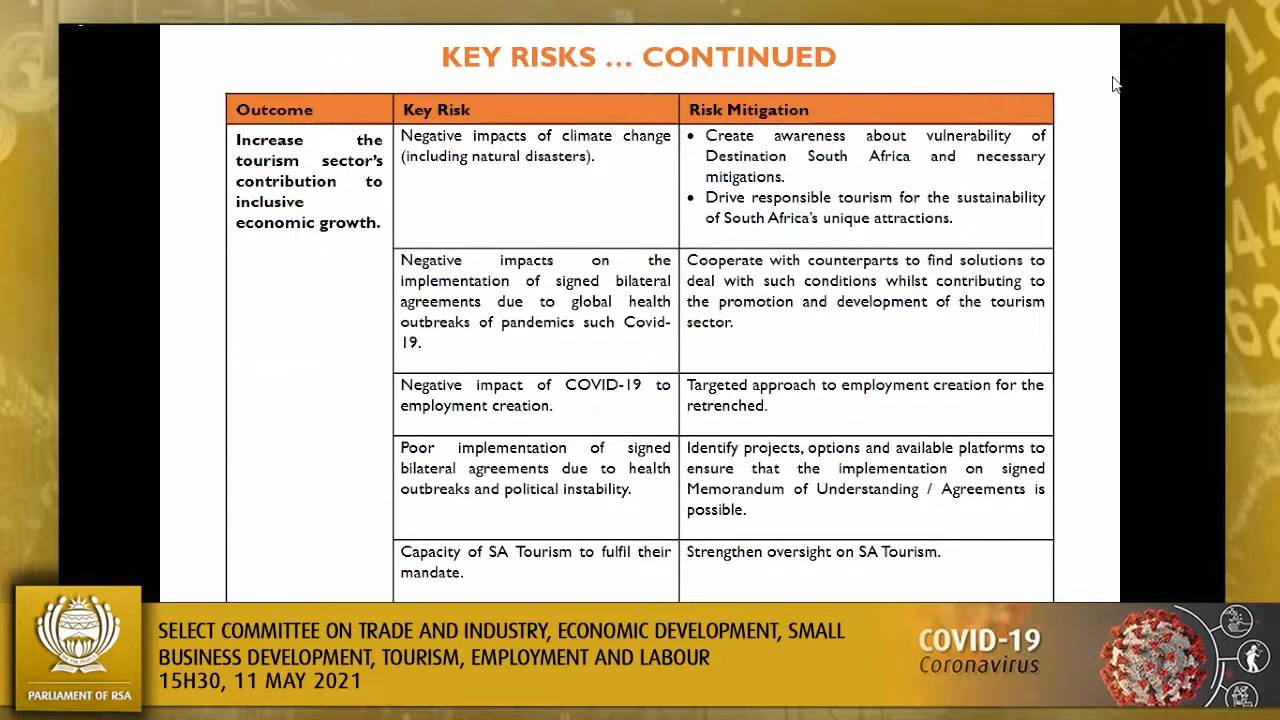 KEY RISKS ... CONTINUED
Outcome
Key Risk
Risk Mitigation
Increase the
tourism sector's
contribution to
inclusive
economic growth.
Negative impacts of climate change
(including natural disasters).
• Create awareness about vulnerability of
Destination South Africa and necessary
mitigations.
• Drive responsible tourism for the sustainability
of South Africa's unique attractions.
Negative impacts on the
implementation of signed bilateral
agreements due to global health
outbreaks of pandemics such Covid-
19.
Cooperate with counterparts to find solutions to
deal with such conditions whilst contributing to
the promotion and development of the tourism
sector.
Negative impact of COVID-19 to
employment creation.
Targeted approach to employment creation for the
retrenched.
Poor implementation of signed
bilateral agreements due to health
outbreaks and political instability.
Identify projects, options and available platforms to
ensure that the implementation on signed
Memorandum of Understanding / Agreements is
possible.
Capacity of SA Tourism to fulfil their
mandate.
Strengthen oversight on SA Tourism.
SELECT COMMITTEE ON TRADE AND INDUSTRY, ECONOMIC DEVELOPMENT, SMALL
BUSINESS DEVELOPMENT, TOURISM, EMPLOYMENT AND LABOUR
15H30, 11 MAY 2021
PARLIAMENT OF RSA
COVID-19
Coronavirus